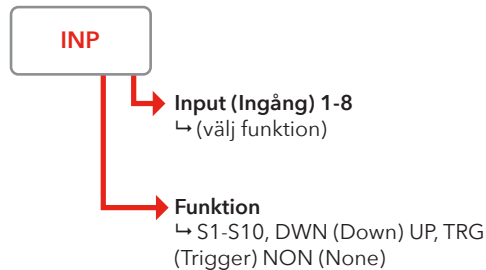 INP
Input (Ingång) 1-8
↳ (välj funktion)
Funktion
↳ S1-S10, DWN (Down) UP, TRG
(Trigger) NON (None)